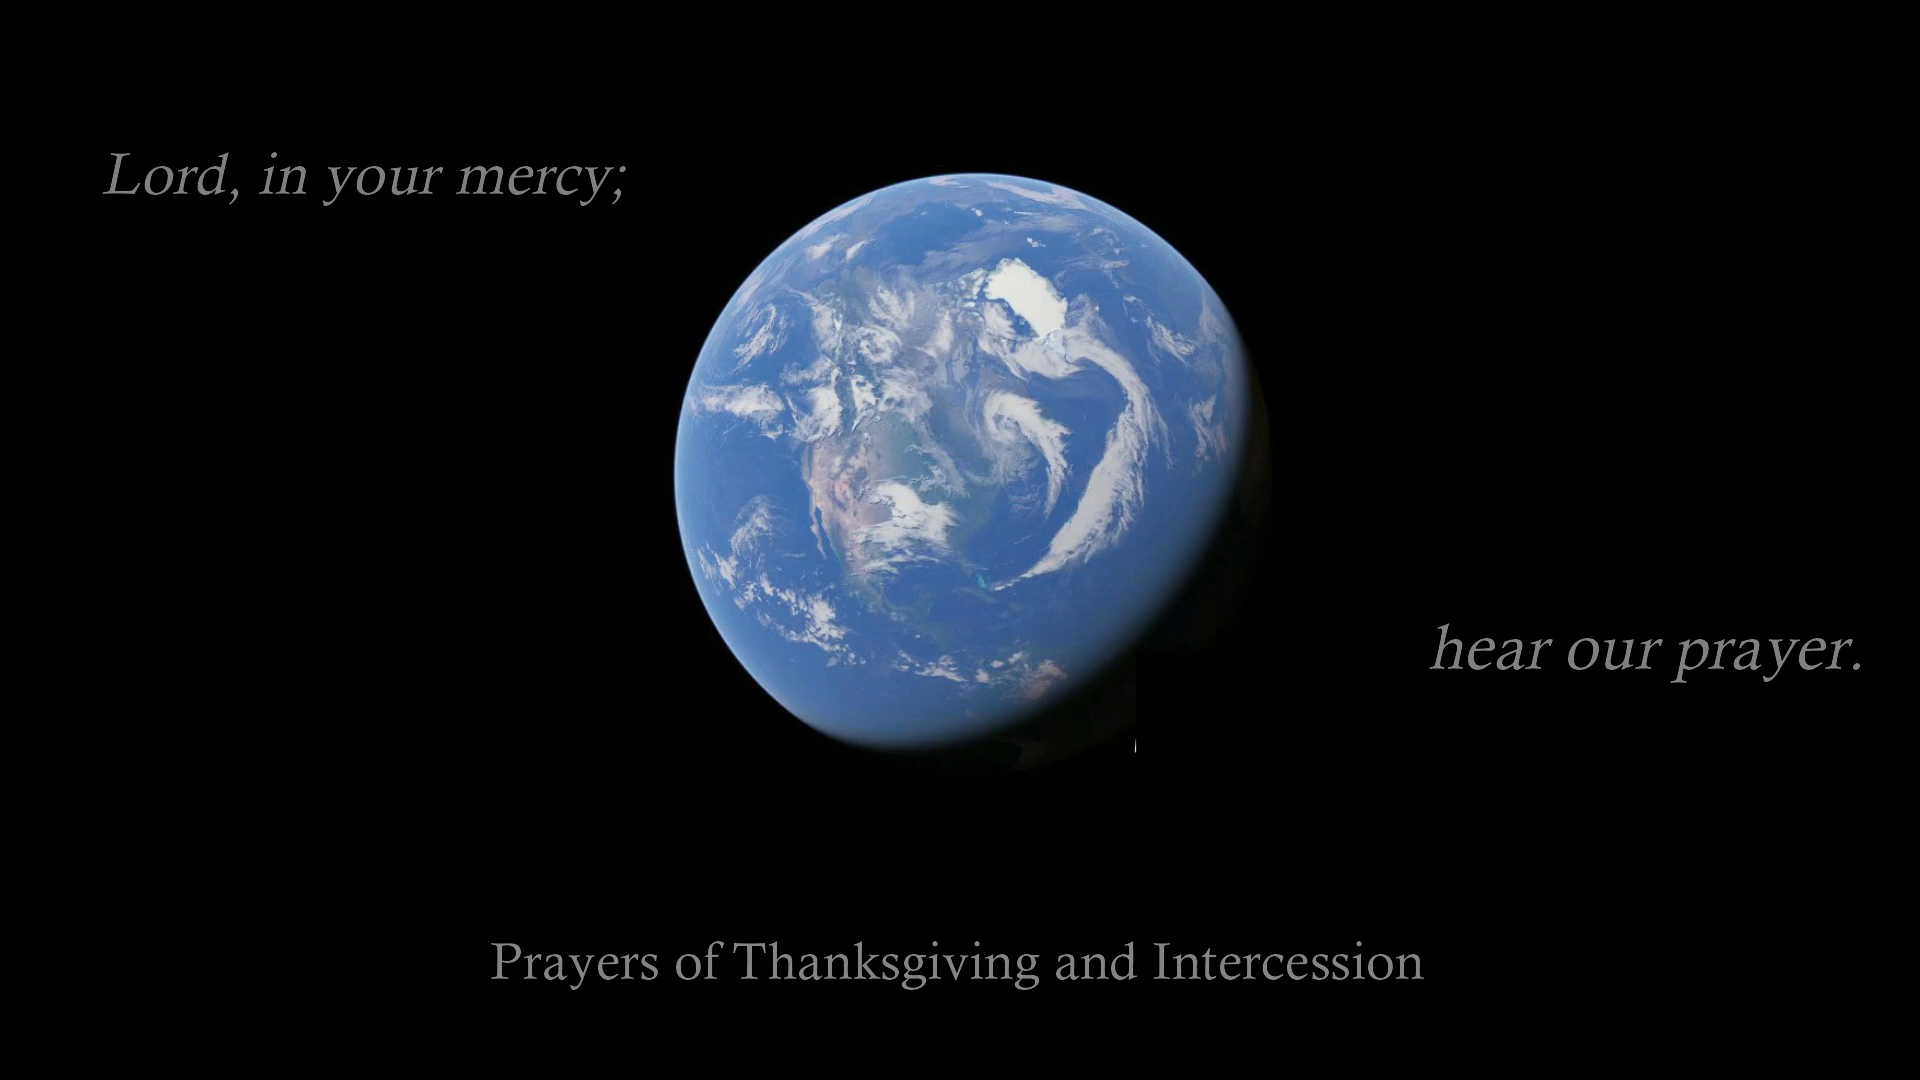 Lord, in your mercy;
hear our prayer.
Prayers of Thanksgiving and Intercession